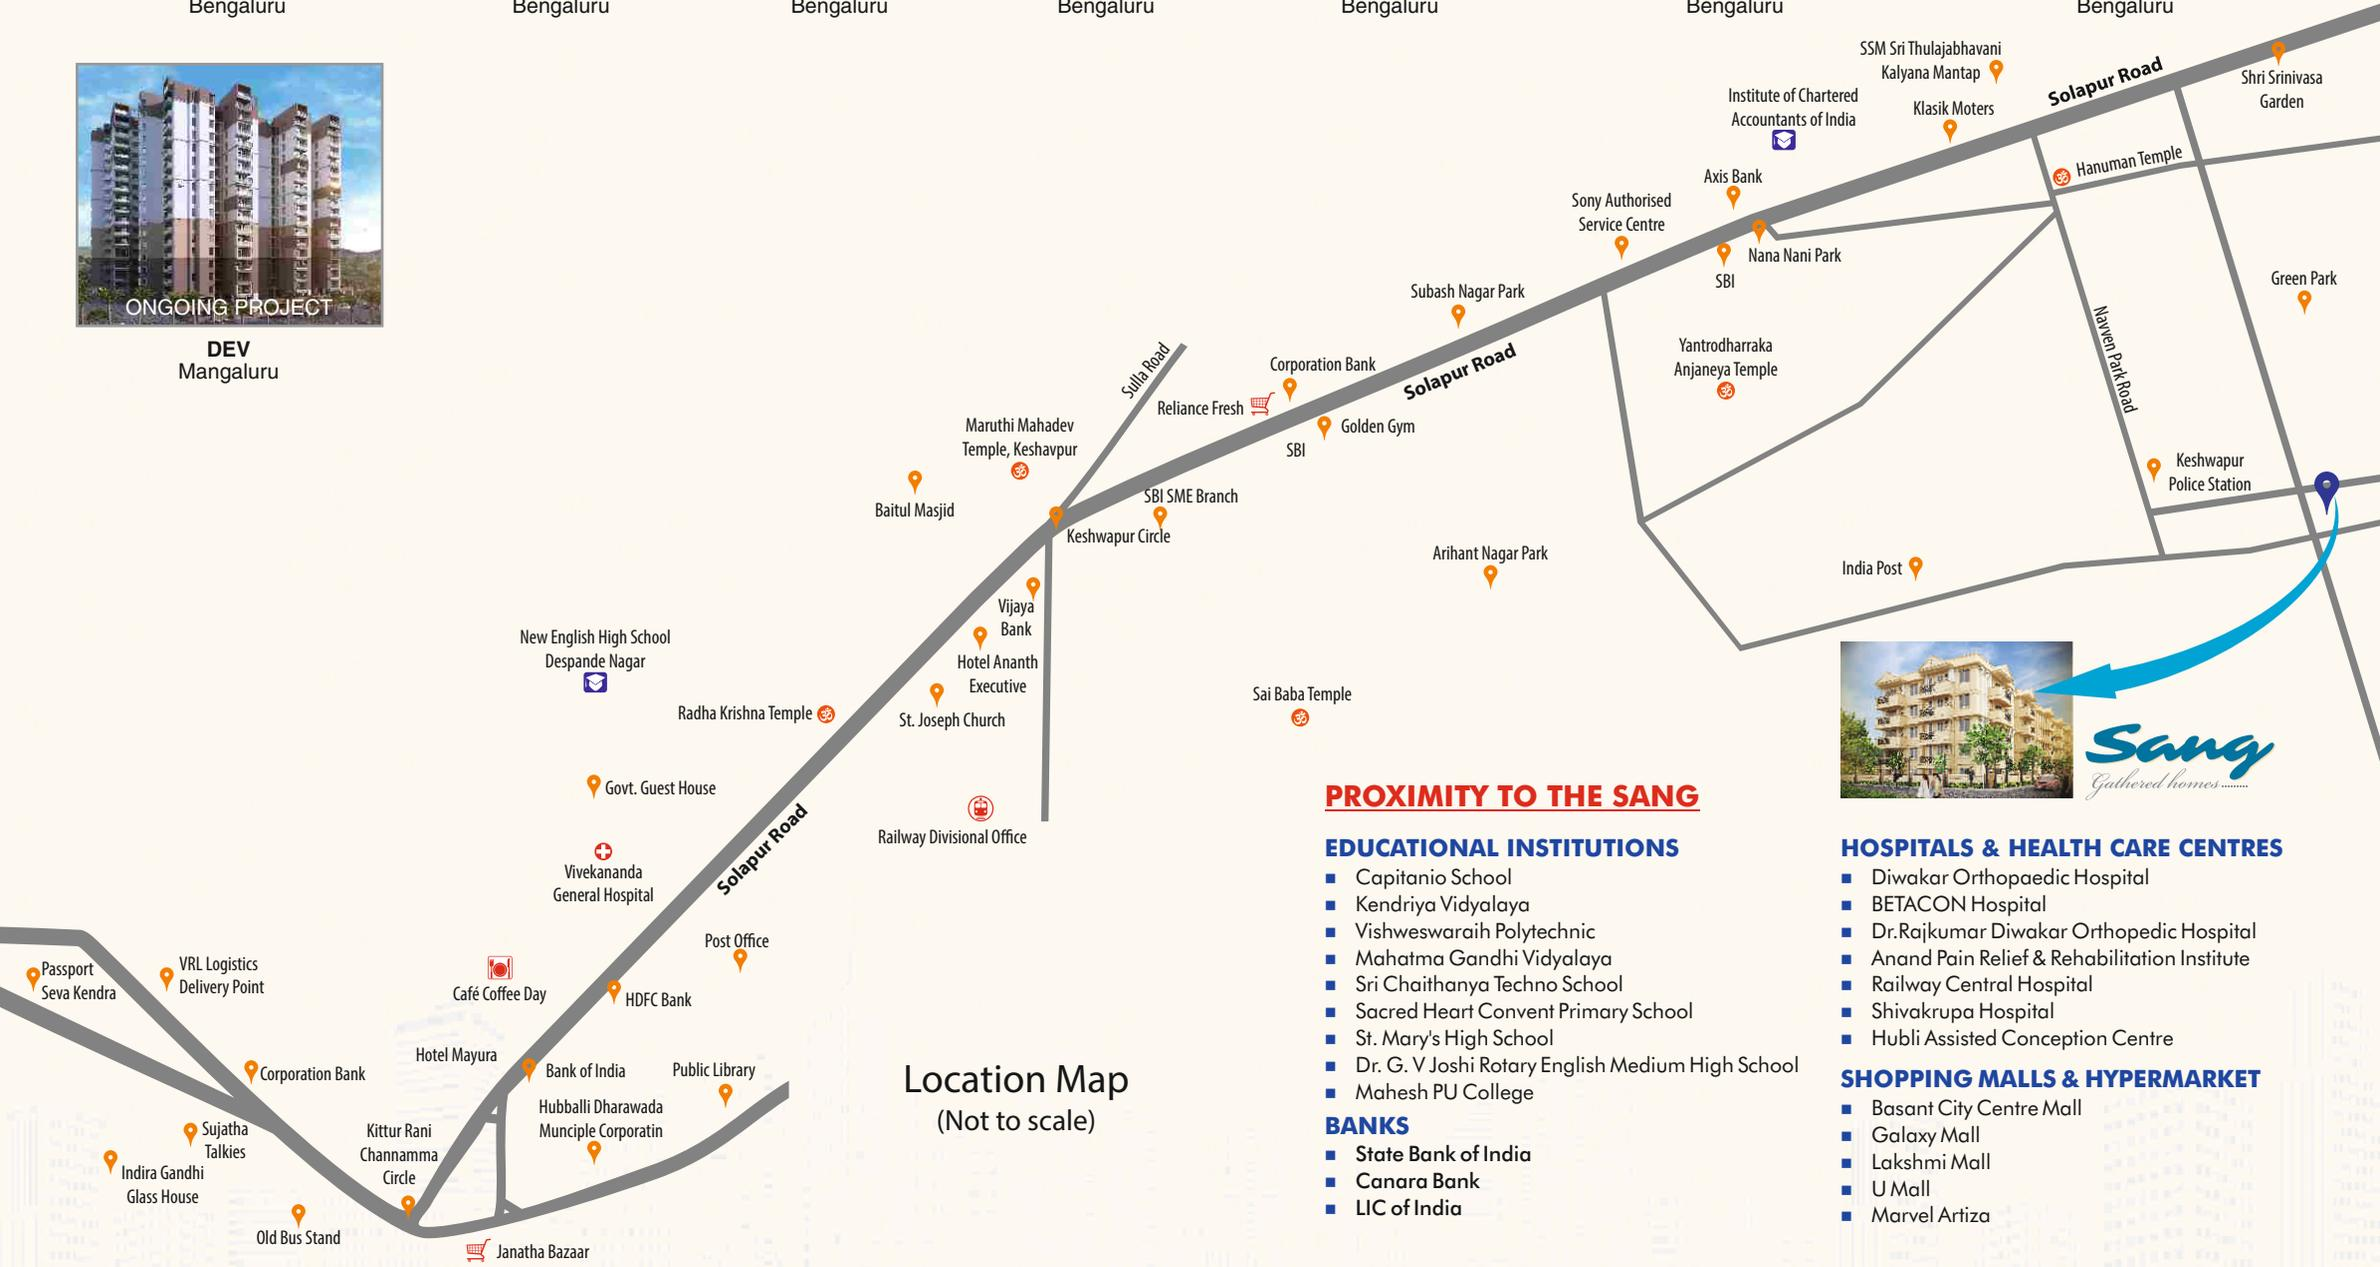 Bengaluru
Bengaluru
Bengaluru
Bengaluru
Bengaluru
Bengaluru
Bengaluru
ONGOING PROJECT
DEV
Mangaluru
SSM Sri Thulajabhavani
Kalyana Mantap
Solapur Road
Shri Srinivasa
Garden
Institute of Chartered
Accountants of India
Klasik Moters
Hanuman Temple
Axis Bank
Sony Authorised
Service Centre
Nana Nani Park
SBI
Green Park
Subash Nagar Park
Navven Park Road
Yantrodharraka
Anjaneya Temple
Solapur Road
Sulla Road
Corporation Bank
Reliance Fresh
Golden Gym
SBI
Maruthi Mahadev
Temple, Keshavpur
Baitul Masjid
SBI SME Branch
Keshwapur Circle
Keshwapur
Police Station
Arihant Nagar Park
India Post
Vijaya
Bank
Hotel Ananth
Executive
St. Joseph Church
New English High School
Despande Nagar
Radha Krishna Temple
Sai Baba Temple
Govt. Guest House
Railway Divisional Office
Solapur Road
Vivekananda
General Hospital
Post Office
Passport
Seva Kendra
VRL Logistics
Delivery Point
Café Coffee Day
HDFC Bank
Hotel Mayura
Bank of India
Public Library
Corporation Bank
Hubballi Dharawada
Munciple Corporatin
Sujatha
Talkies
Kittur Rani
Channamma
Circle
Indira Gandhi
Glass House
Old Bus Stand
Janatha Bazaar
Location Map
(Not to scale)
Sang
Gathered homes.........
PROXIMITY TO THE SANG
EDUCATIONAL INSTITUTIONS
Capitanio School
Kendriya Vidyalaya
Vishweswaraih Polytechnic
Mahatma Gandhi Vidyalaya
Sri Chaithanya Techno School
Sacred Heart Convent Primary School
St. Mary's High School
Dr. G. V Joshi Rotary English Medium High School
Mahesh PU College
BANKS
State Bank of India
Canara Bank
LIC of India
HOSPITALS & HEALTH CARE CENTRES
Diwakar Orthopaedic Hospital
BETACON Hospital
Dr.Rajkumar Diwakar Orthopedic Hospital
Anand Pain Relief & Rehabilitation Institute
Railway Central Hospital
Shivakrupa Hospital
Hubli Assisted Conception Centre
SHOPPING MALLS & HYPERMARKET
Basant City Centre Mall
Galaxy Mall
Lakshmi Mall
U Mall
Marvel Artiza